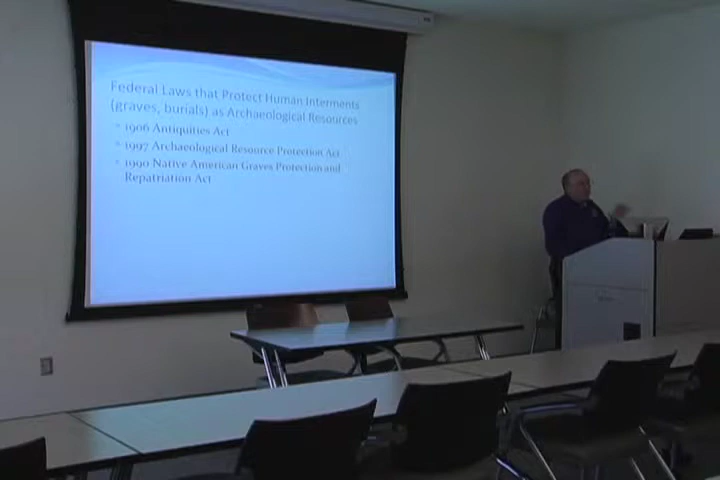 Federal Laws that Protect Human Interments
(graves, burials) as Archaeological Resources
1906 Antiquities Act
1997 Archaeological Resource Protection Act
1990 Native American Graves Protection and
Repatriation Act